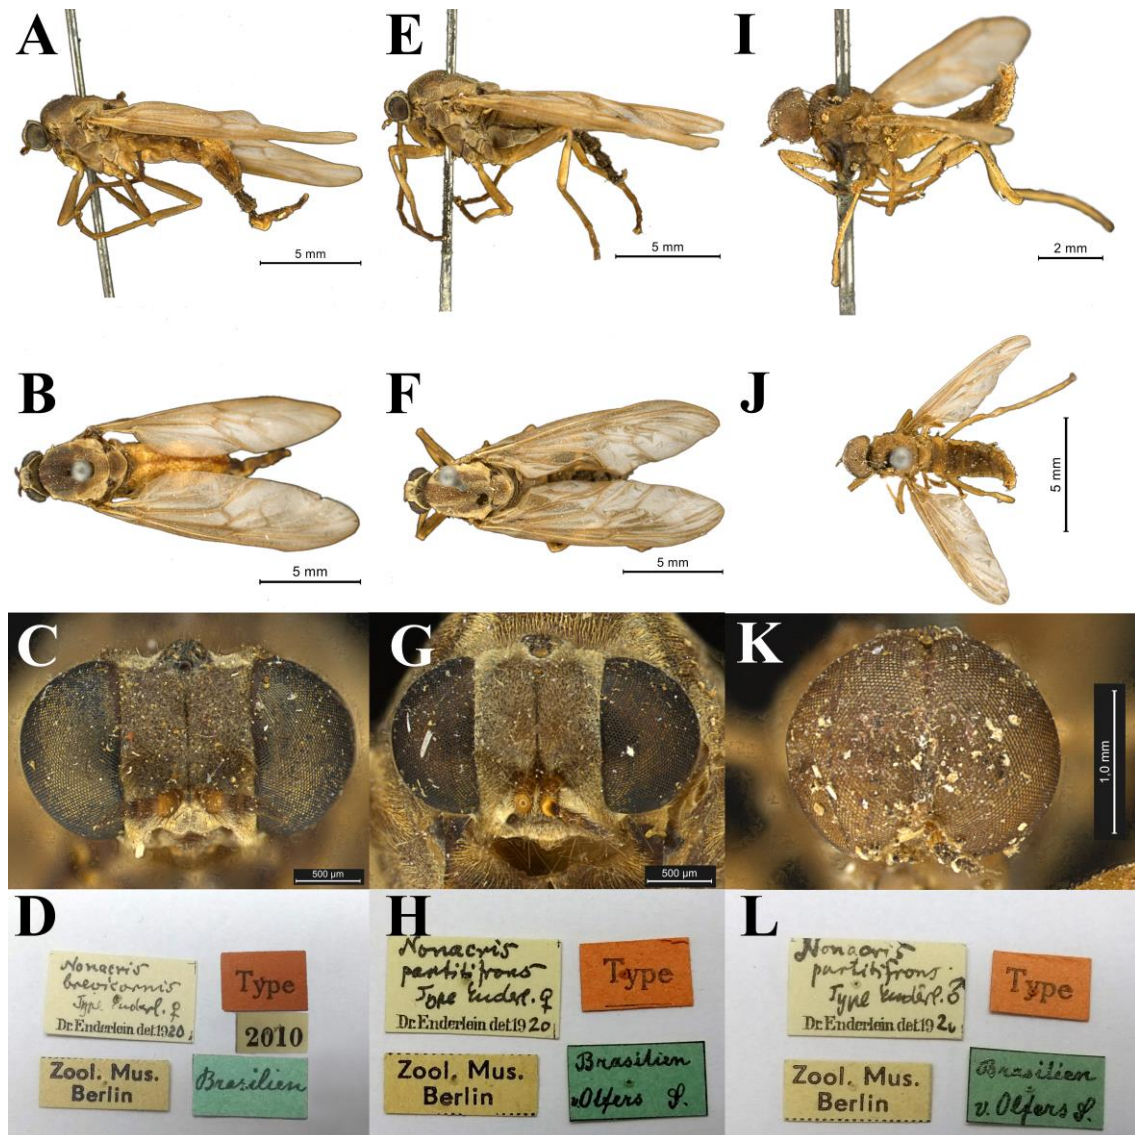 A
E
I
5 mm
5 mm
2 mm
B
F
J
5 mm
5 mm
5 mm
C
G
K
500 µm
500 µm
1,0 mm
D
Nonacris
brevicornis
Type Enderl. ♀
Dr. Enderlein det. 1920
Type
2010
Zool. Mus.
Berlin
Brasilien
H
Nonacris
partitifrons
Type Enderl. ♀
Dr. Enderlein det. 1920
Type
Zool. Mus.
Berlin
Brasilien
v. Olfers S.
L
Nonacris
partitifrons.
Type Enderl. ♂
Dr. Enderlein det. 192
Type
Zool. Mus.
Berlin
Brasilien
v. Olfers S.